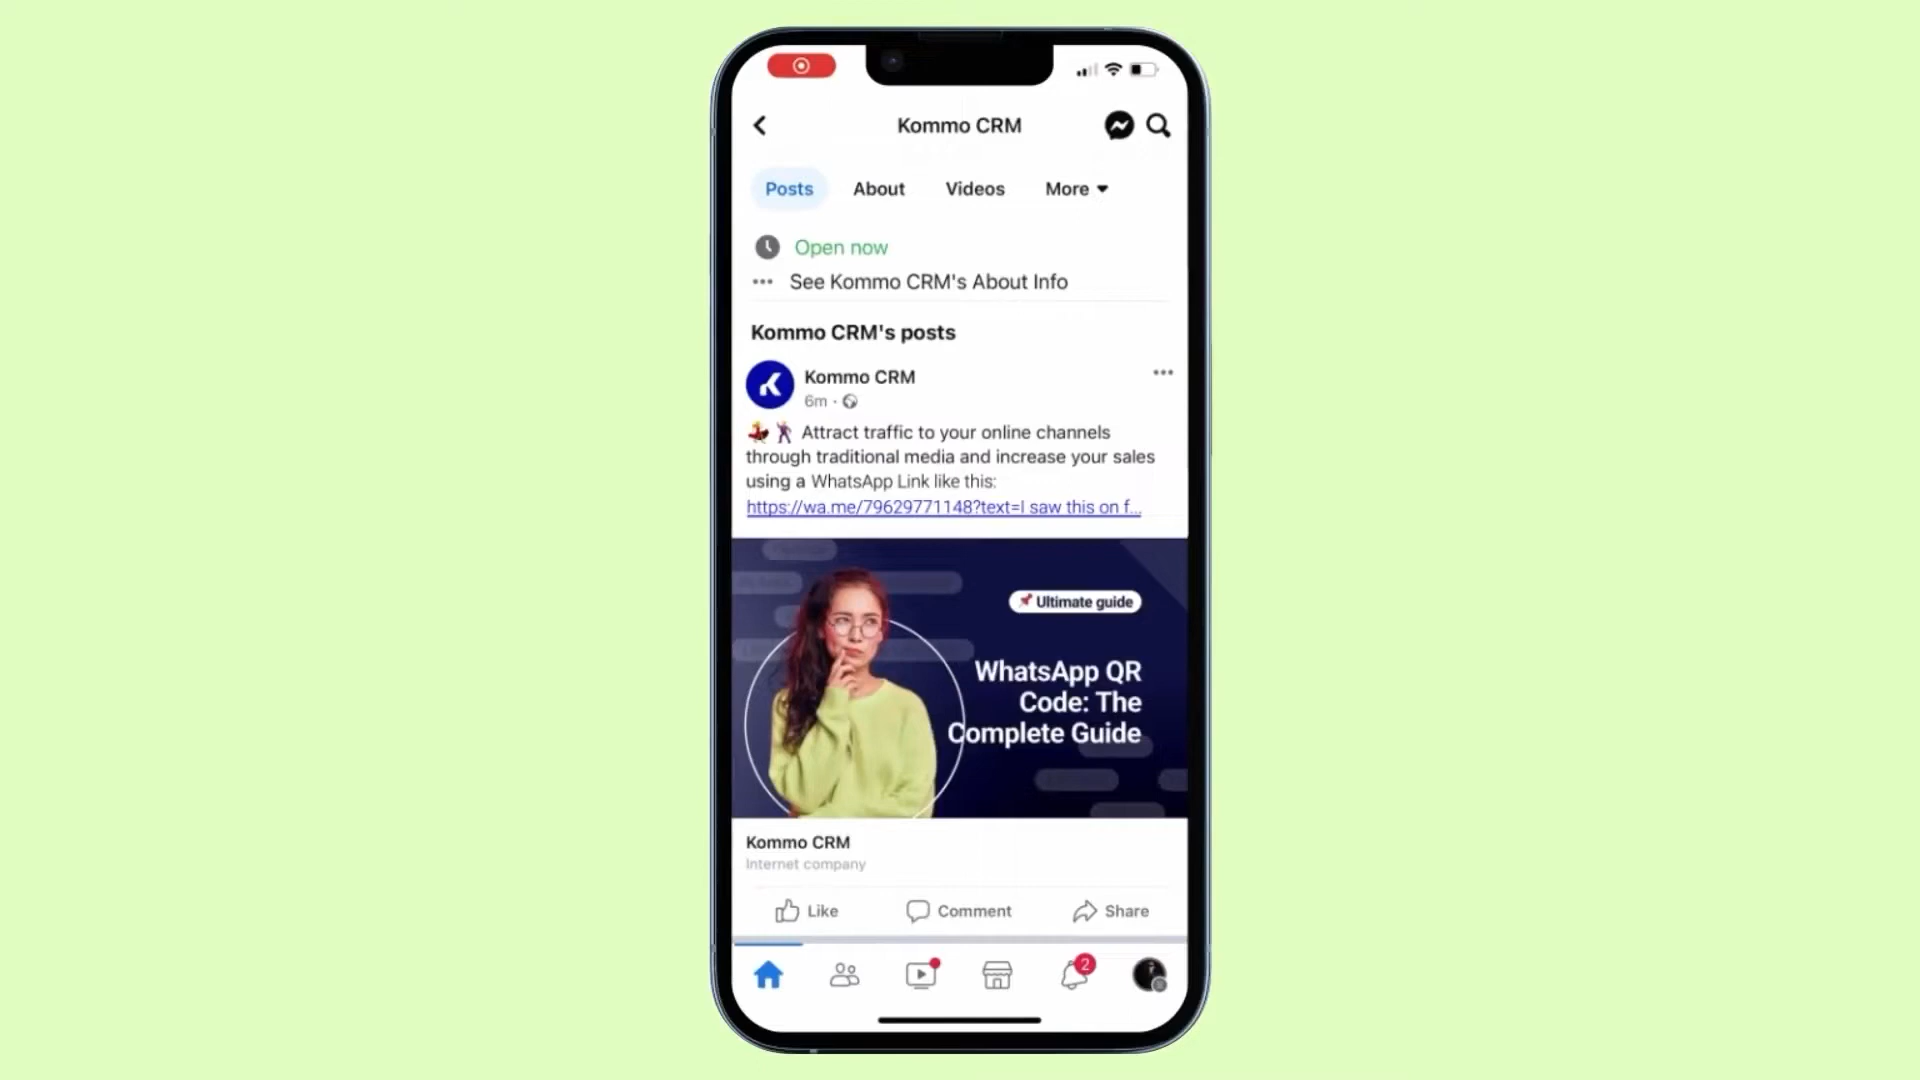 Kommo CRM
Posts
About
Videos
More
Open now
See Kommo CRM's About Info
Kommo CRM's posts
Kommo CRM
6m ·
Attract traffic to your online channels
through traditional media and increase your sales
using a WhatsApp Link like this:
https://wa.me/79629771148?text=I saw this on f...
Ultimate guide
WhatsApp QR
Code: The
Complete Guide
Kommo CRM
Internet company
Like
Comment
Share
2